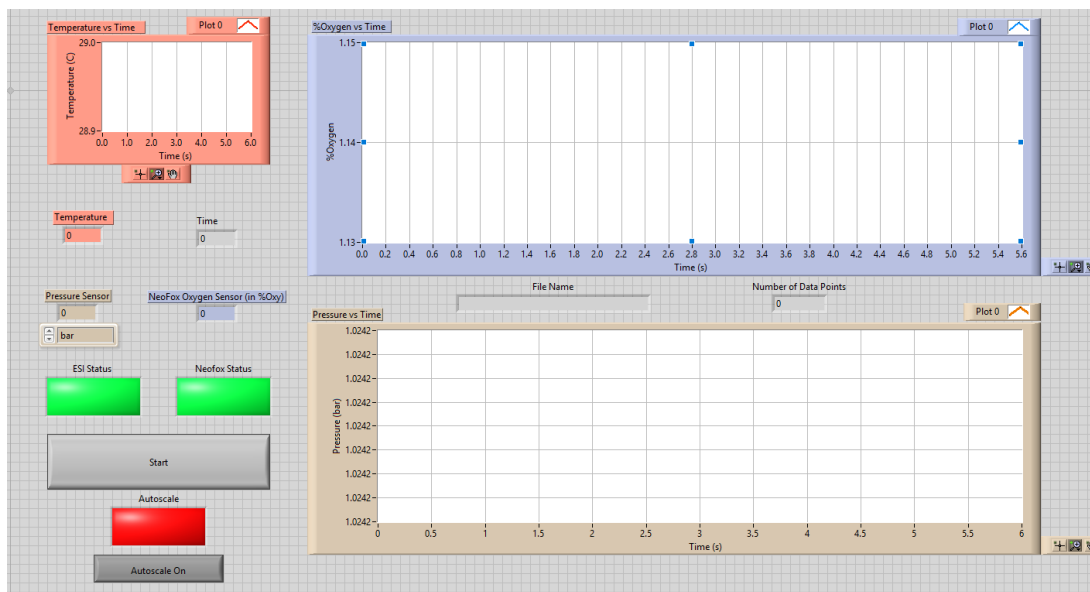 Temperature vs Time
Plot 0
29.0
Temperature (C)
28.9
0.0 1.0 2.0 3.0 4.0 5.0 6.0
Time (s)
%Oxygen vs Time
Plot 0
1.15
%Oxygen
1.14
1.13
0.0 0.2 0.4 0.6 0.8 1.0 1.2 1.4 1.6 1.8 2.0 2.2 2.4 2.6 2.8 3.0 3.2 3.4 3.6 3.8 4.0 4.2 4.4 4.6 4.8 5.0 5.2 5.4 5.6
Time (s)
Temperature
0
Time
0
Pressure Sensor
0
bar
NeoFox Oxygen Sensor (in %Oxy)
0
File Name
Number of Data Points
0
ESI Status
Neofox Status
Start
Autoscale
Autoscale On
Pressure vs Time
Plot 0
1.0242
1.0242
1.0242
1.0242
Pressure (bar)
1.0242
1.0242
1.0242
1.0242
1.0242
0 0.5 1 1.5 2 2.5 3 3.5 4 4.5 5 5.5 6
Time (s)